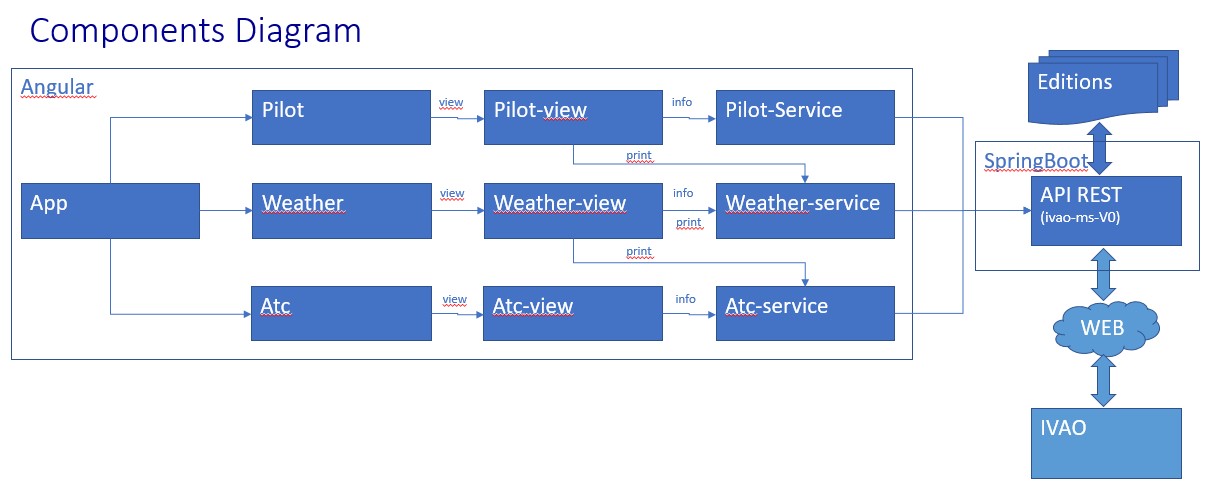 Components Diagram
Angular
Editions
Pilot
view
Pilot-view
info
Pilot-Service
print
SpringBoot
App
Weather
view
Weather-view
info
print
Weather-service
API REST
(ivao-ms-V0)
print
Atc
view
Atc-view
info
Atc-service
WEB
IVAO